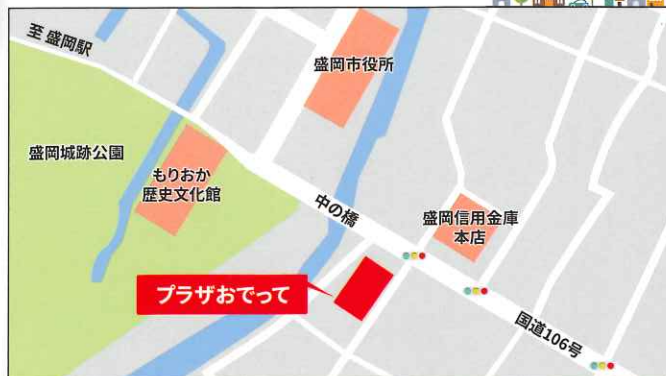 至 盛岡駅
盛岡市役所
盛岡城跡公園
もりおか
歴史文化館
中の橋
盛岡信用金庫
本店
プラザおでって
国道106号